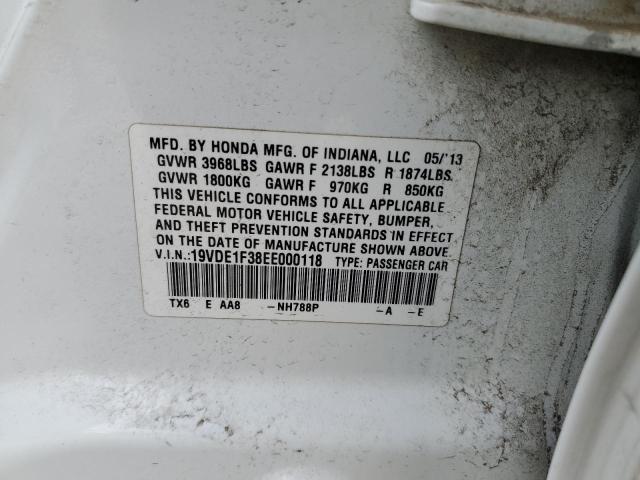 MFD. BY HONDA MFG. OF INDIANA, LLC 05/'13
GVWR 3968LBS GAWR F 2138LBS R 1874LBS.
GVWR 1800KG GAWR F 970KG R 850KG
THIS VEHICLE CONFORMS TO ALL APPLICABLE
FEDERAL MOTOR VEHICLE SAFETY, BUMPER,
AND THEFT PREVENTION STANDARDS IN EFFECT
ON THE DATE OF MANUFACTURE SHOWN ABOVE.
V.I.N.:19VDE1F38EE000118 TYPE: PASSENGER CAR
TX6 E AA8 -NH788P -A -E